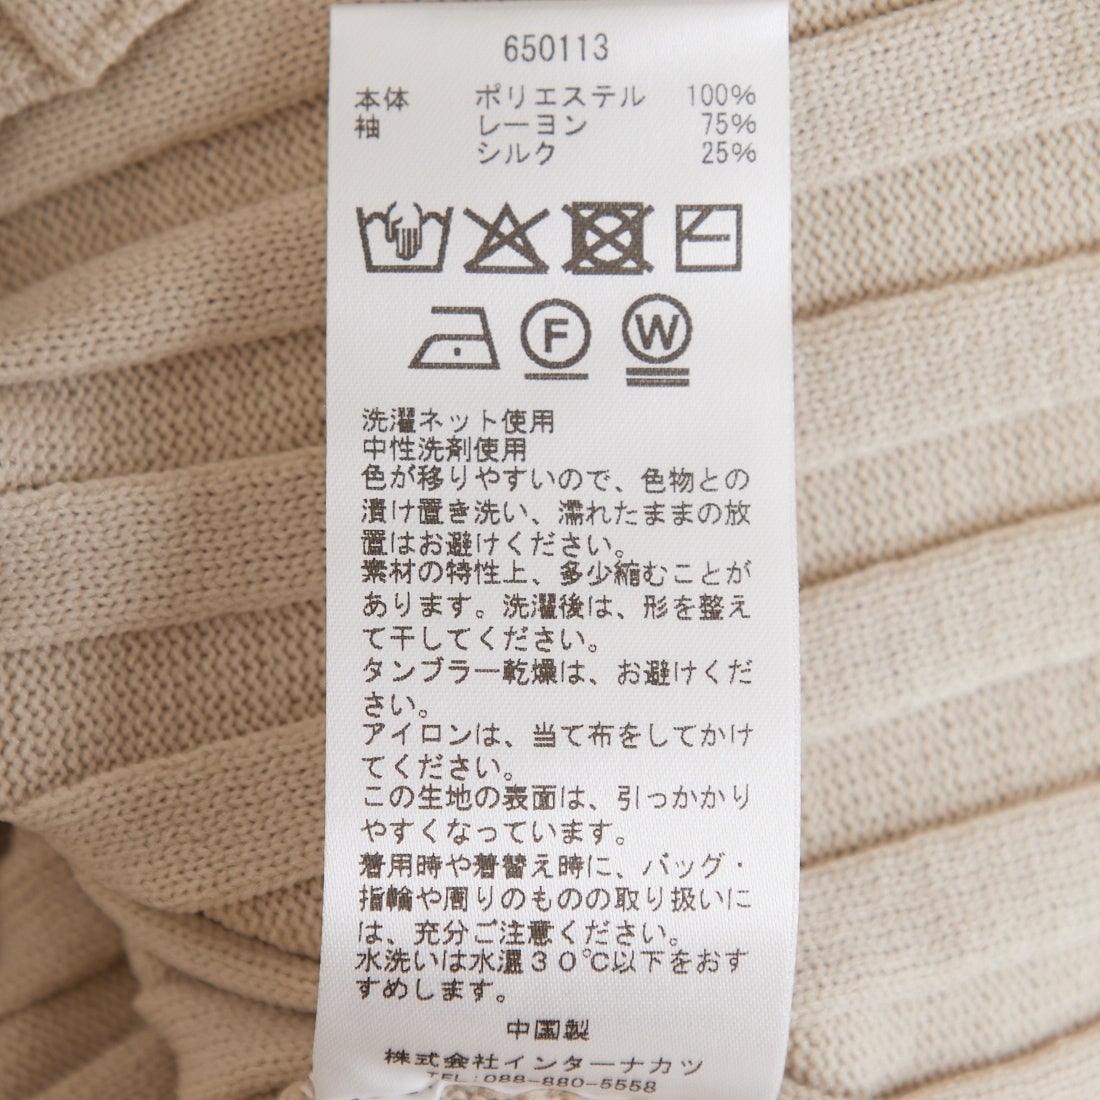 650113
本体 ポリエステル 100%
袖 レーヨン 75%
シルク 25%
F W
洗濯ネット使用
中性洗剤使用
色が移りやすいので、色物との
漬け置き洗い、濡れたままの放
置はお避けください。
素材の特性上、多少縮むことが
あります。洗濯後は、形を整え
て干してください。
タンブラー乾燥は、お避けくだ
さい。
アイロンは、当て布をしてかけ
てください。
この生地の表面は、引っかかり
やすくなっています。
着用時や着替え時に、バッグ・
指輪や周りのものの取り扱いに
は、充分ご注意ください。
水洗いは水温30℃以下をおす
すめします。
中国製
株式会社インターナカツ
TEL:088-880-5558